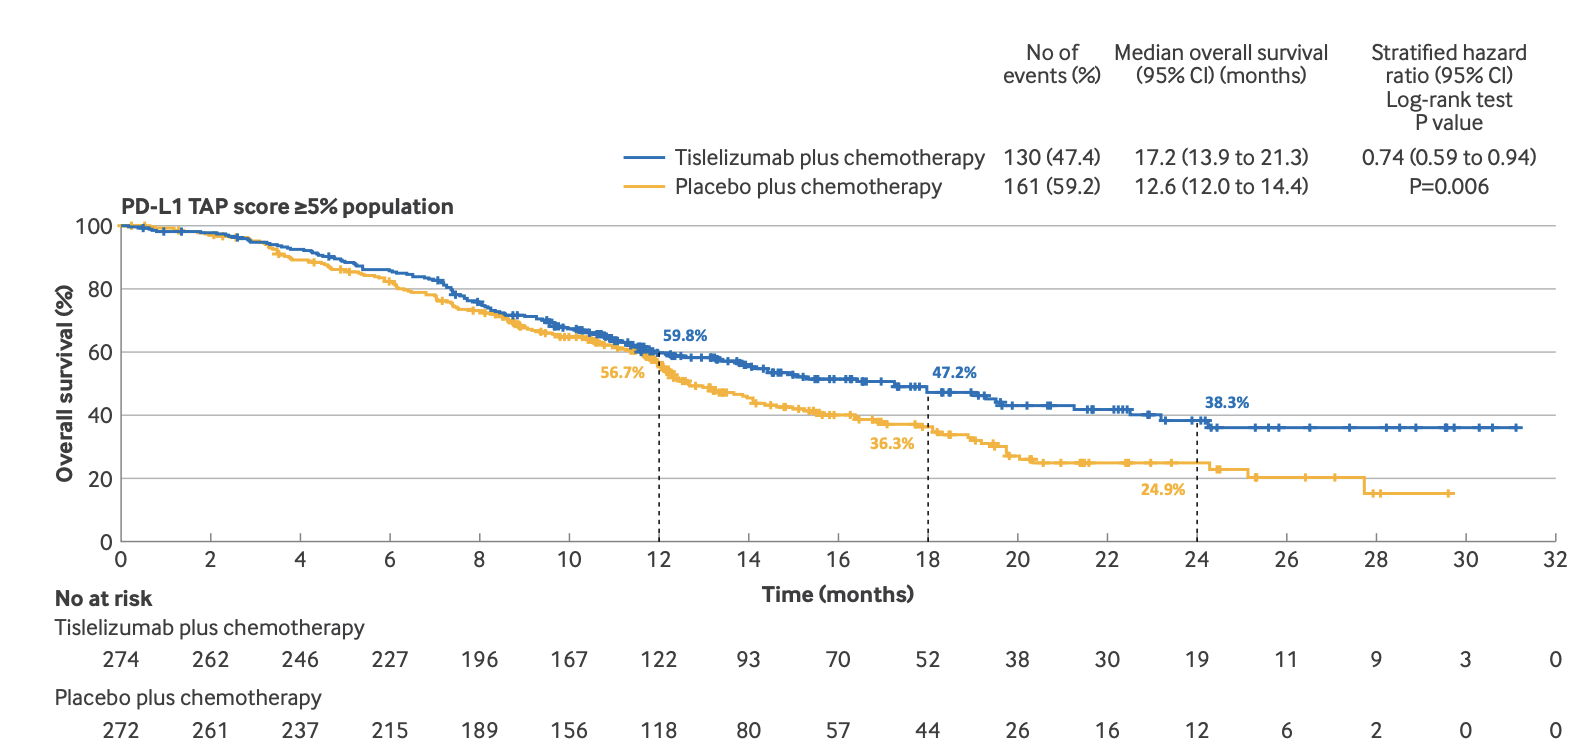 No of events (%)
Median overall survival (95% CI) (months)
Stratified hazard ratio (95% CI)
Log-rank test
P value
Tislelizumab plus chemotherapy 130 (47.4) 17.2 (13.9 to 21.3) 0.74 (0.59 to 0.94)
Placebo plus chemotherapy 161 (59.2) 12.6 (12.0 to 14.4) P=0.006
PD-L1 TAP score ≥5% population
Overall survival (%)
100
80
60
40
20
0
59.8%
56.7%
47.2%
36.3%
38.3%
24.9%
0 2 4 6 8 10 12 14 16 18 20 22 24 26 28 30 32
Time (months)
No at risk
Tislelizumab plus chemotherapy
274 262 246 227 196 167 122 93 70 52 38 30 19 11 9 3 0
Placebo plus chemotherapy
272 261 237 215 189 156 118 80 57 44 26 16 12 6 2 0 0